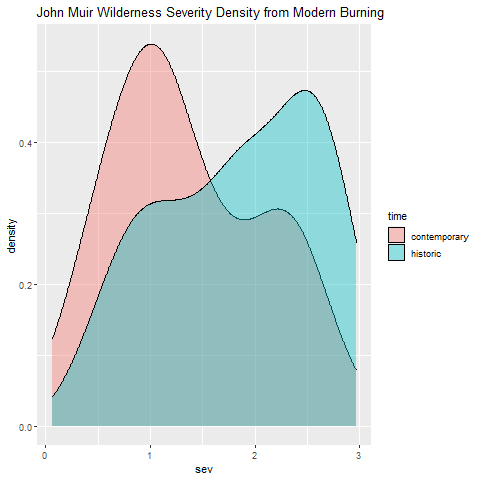 John Muir Wilderness Severity Density from Modern Burning
density
0.4
0.2
0.0
0
1
2
3
sev
time
contemporary
historic